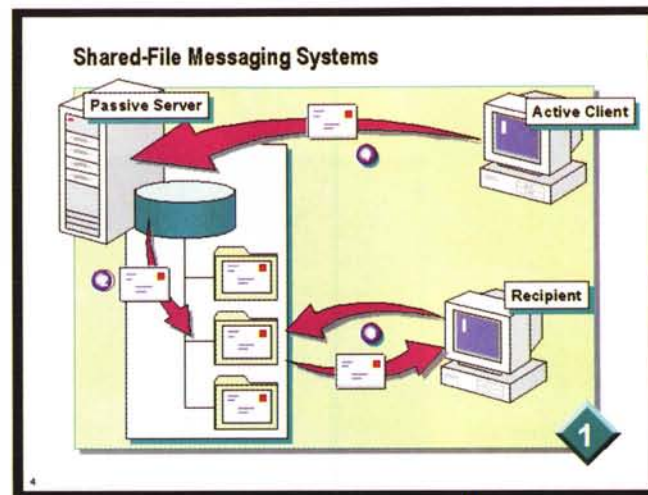 Shared-File Messaging Systems
Passive Server
Active Client
Recipient
1
4